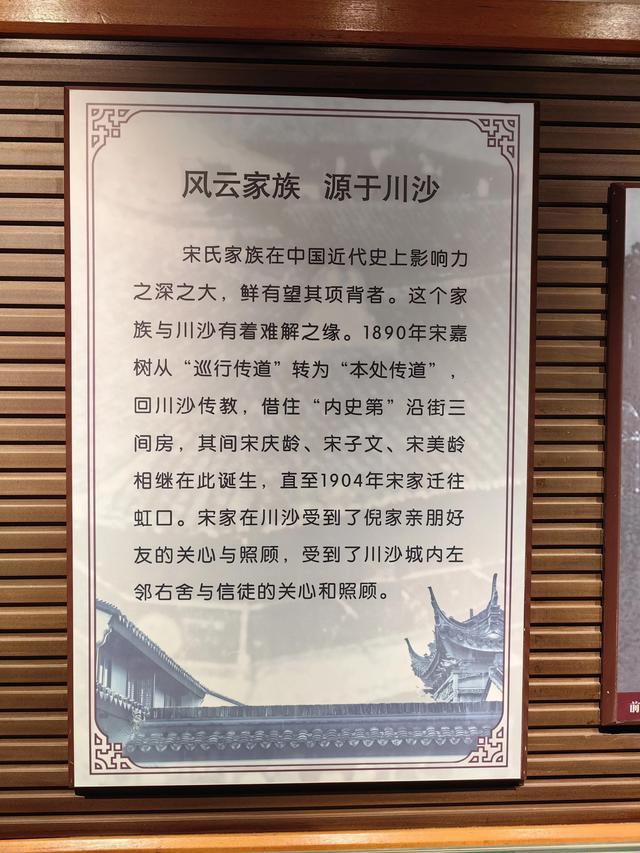 风云家族 源于川沙
宋氏家族在中国近代史上影响力
之深之大，鲜有望其项背者。这个家
族与川沙有着难解之缘。1890年宋嘉
树从“巡行传道”转为“本处传道”，
回川沙传教，借住“内史第”沿街三
间房，其间宋庆龄、宋子文、宋美龄
相继在此诞生，直至1904年宋家迁往
虹口。宋家在川沙受到了倪家亲朋好
友的关心与照顾，受到了川沙城内左
邻右舍与信徒的关心和照顾。
前